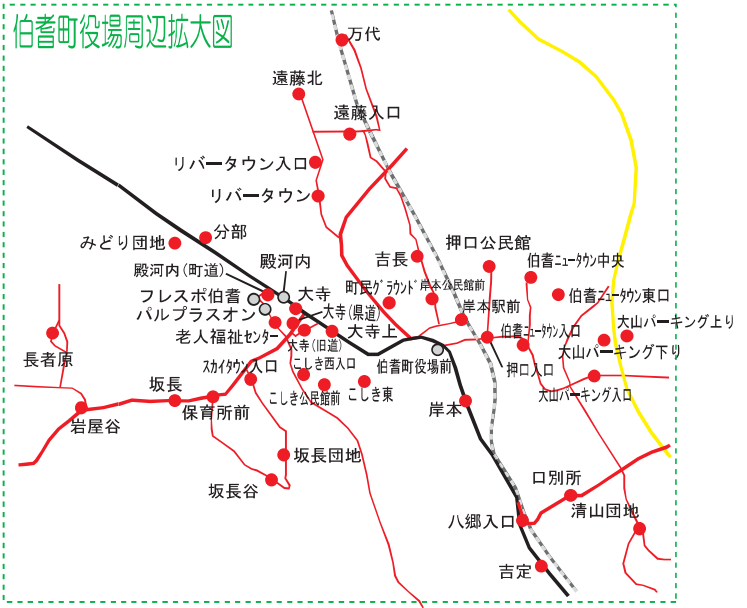 伯耆町役場周辺拡大図
万代
遠藤北
遠藤入口
リバータウン入口
リバータウン
分部
みどり団地
押口公民館
殿河内
吉長
伯耆ニュータウン中央
殿河内(町道)
町民グラウンド
岸本公民館前
フレスポ伯耆
大寺
伯耆ニュータウン東口
パルプラスオン
大寺(県道)
岸本駅前
大山パーキング上り
老人福祉センター
大寺上
伯耆ニュータウン入口
大寺(旧道)
大山パーキング下り
長者原
スカイタウン入口
こしき西入口
伯耆町役場前
押口入口
坂長
こしき公民館前
こしき東
大山パーキング入口
保育所前
岸本
岩屋谷
坂長団地
口別所
坂長谷
清山団地
八郷入口
吉定